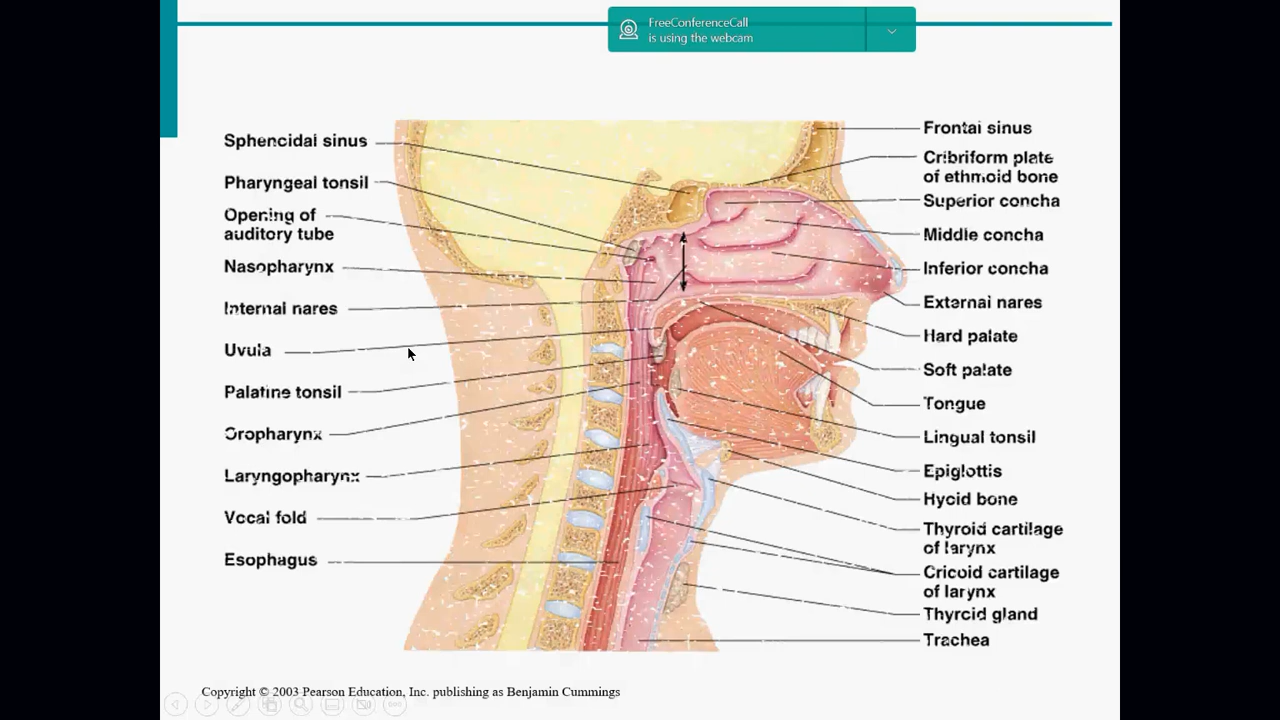 FreeConferenceCall
is using the webcam
Sphenoidal sinus
Pharyngeal tonsil
Opening of
auditory tube
Nasopharynx
Internal nares
Uvula
Palatine tonsil
Oropharynx
Laryngopharynx
Vocal fold
Esophagus
Frontal sinus
Cribriform plate
of ethmoid bone
Superior concha
Middle concha
Inferior concha
External nares
Hard palate
Soft palate
Tongue
Lingual tonsil
Epiglottis
Hyoid bone
Thyroid cartilage
of larynx
Cricoid cartilage
of larynx
Thyroid gland
Trachea
Copyright © 2003 Pearson Education, Inc. publishing as Benjamin Cummings